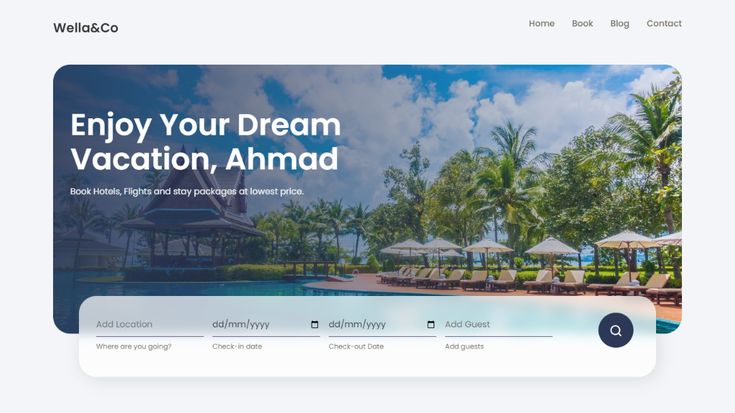 Wella&Co
Home Book Blog Contact
Enjoy Your Dream
Vacation, Ahmad
Book Hotels, Flights and stay packages at lowest price.
Add Location dd/mm/yyyy dd/mm/yyyy Add Guest
Where are you going? Check-in date Check-out Date Add guests